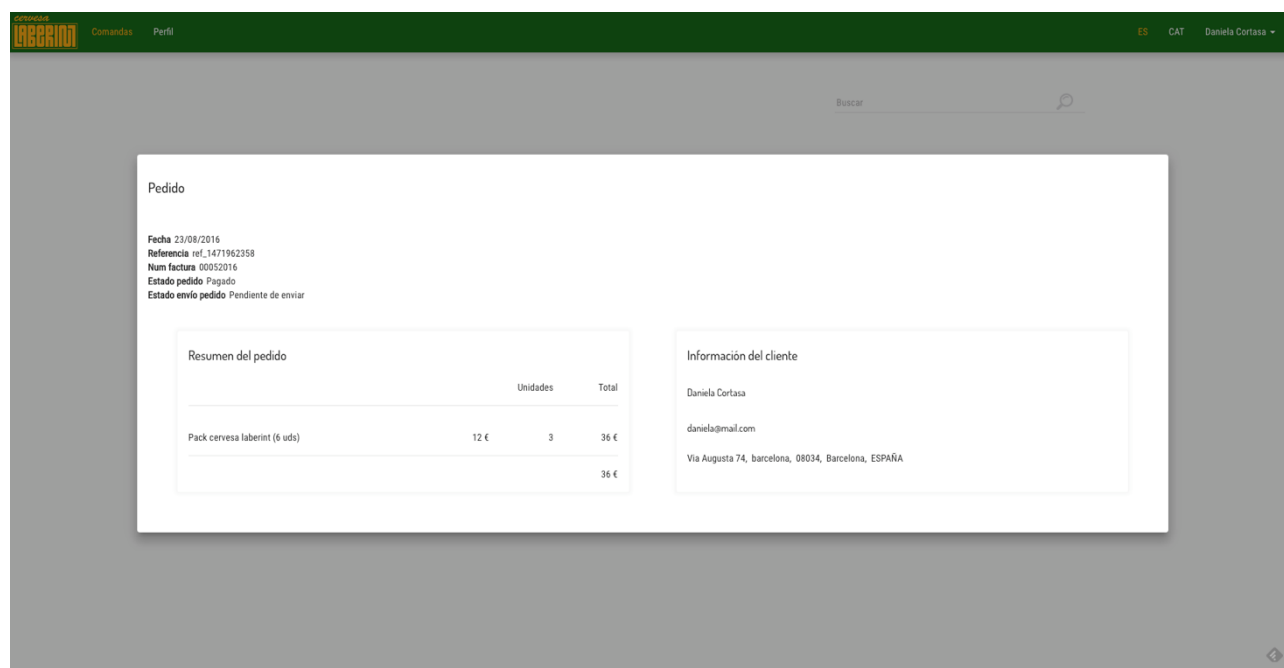 cervesa
LABERINT
Comandas Perfil ES CAT Daniela Cortasa
Buscar
Pedido
Fecha 23/08/2016
Referencia ref_1471962358
Num factura 00052016
Estado pedido Pagado
Estado envío pedido Pendiente de enviar
Resumen del pedido
Unidades Total
Pack cervesa laberint (6 uds) 12 € 3 36 €
36 €
Información del cliente
Daniela Cortasa
daniela@mail.com
Via Augusta 74, barcelona, 08034, Barcelona, ESPAÑA